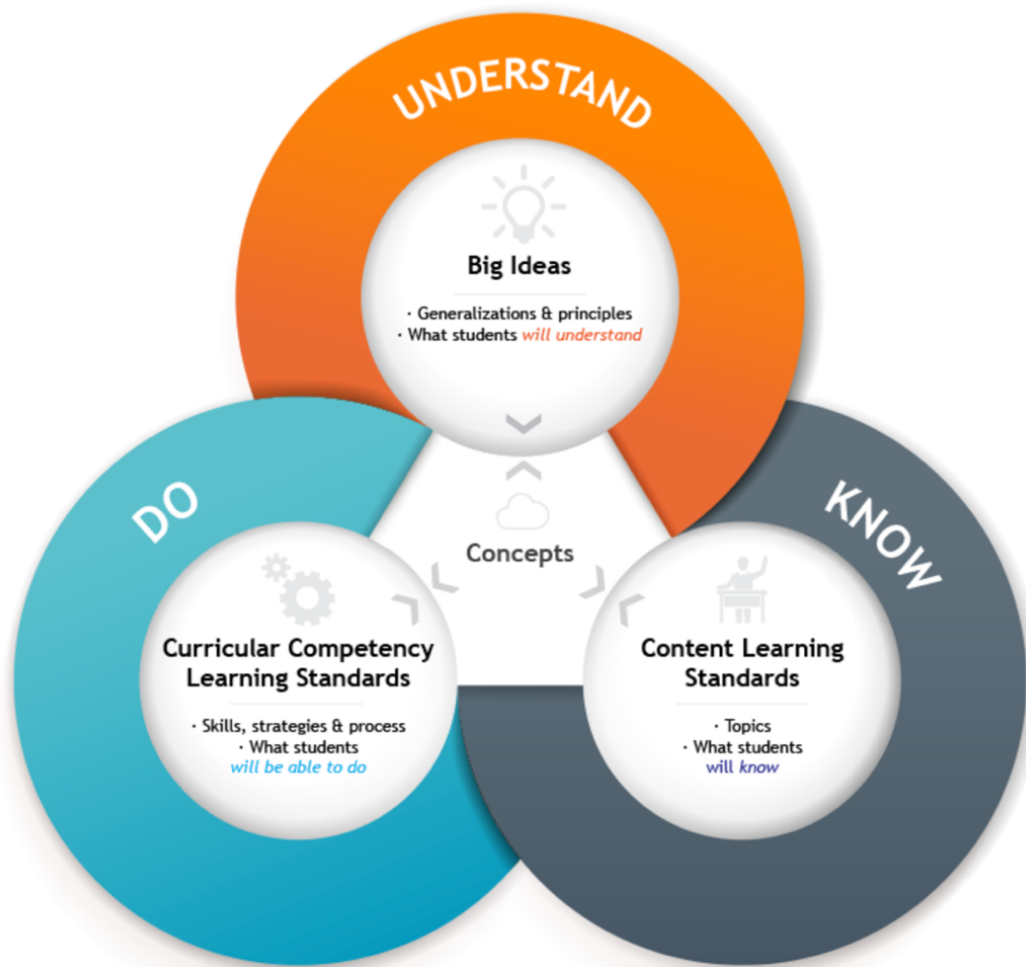 UNDERSTAND
Big Ideas
· Generalizations & principles
· What students will understand
Concepts
DO
Curricular Competency
Learning Standards
· Skills, strategies & process
· What students
will be able to do
KNOW
Content Learning
Standards
· Topics
· What students
will know